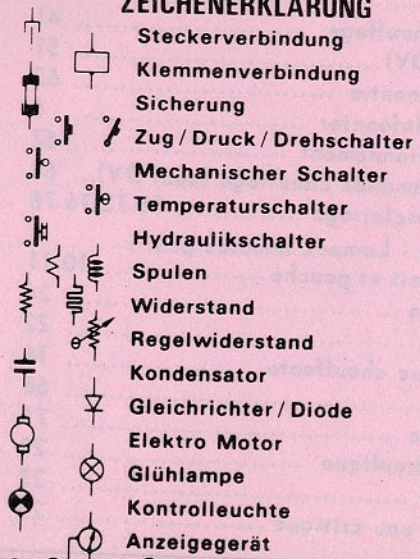 ZEICHENERKLÄRUNG
Steckerverbindung
Klemmenverbindung
Sicherung
Zug / Druck / Drehschalter
Mechanischer Schalter
Temperaturschalter
Hydraulikschalter
Spulen
Widerstand
Regelwiderstand
Kondensator
Gleichrichter / Diode
Elektro Motor
Glühlampe
Kontrolleuchte
Anzeigegerät